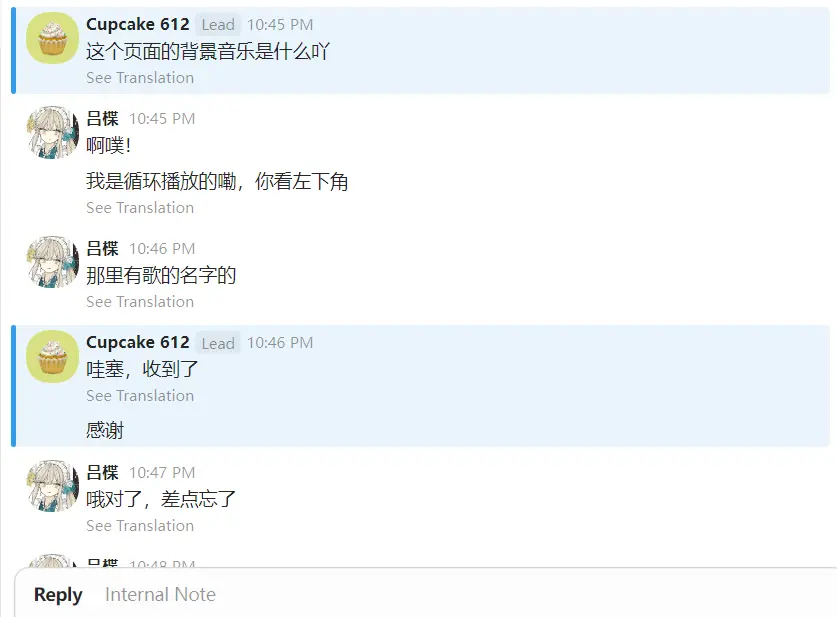 Cupcake 612 Lead 10:45 PM
这个页面的背景音乐是什么吖
See Translation
吕楪 10:45 PM
啊噗！
我是循环播放的嘞，你看左下角
See Translation
吕楪 10:46 PM
那里有歌的名字的
See Translation
Cupcake 612 Lead 10:46 PM
哇塞，收到了
See Translation
感谢
吕楪 10:47 PM
哦对了，差点忘了
See Translation
吕楪 10:48 PM
Reply Internal Note